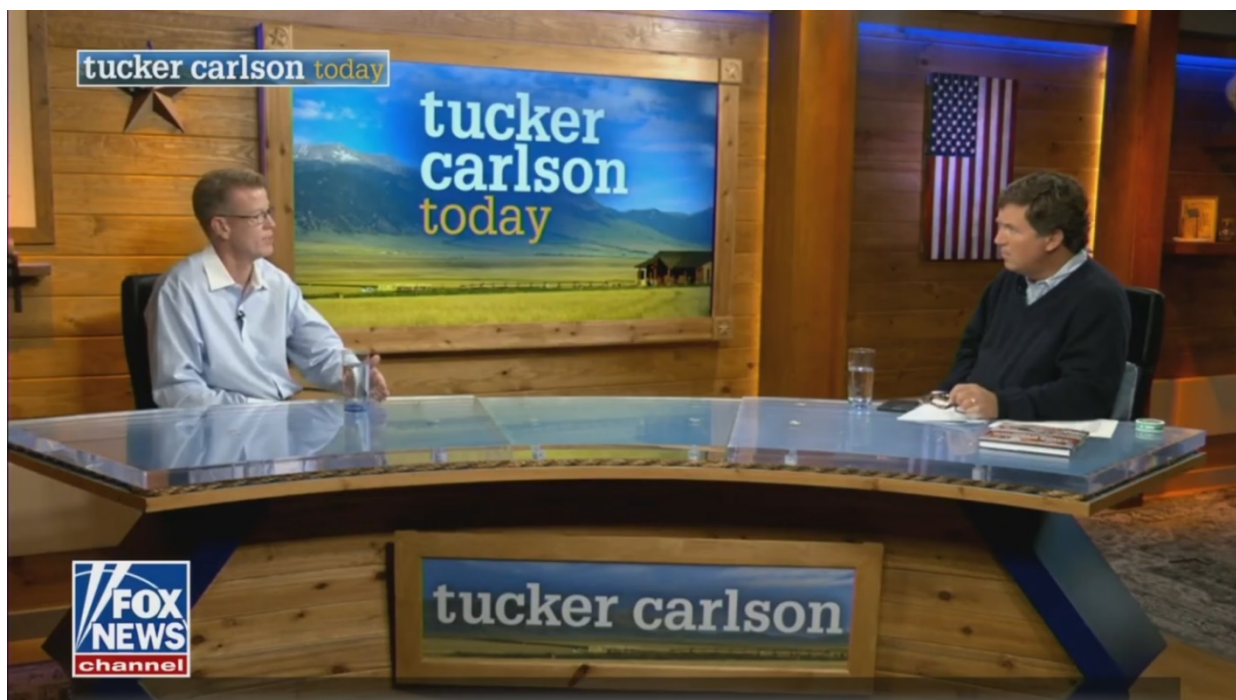 tucker carlson today
tucker
carlson
today
tucker carlson
FOX
NEWS
channel